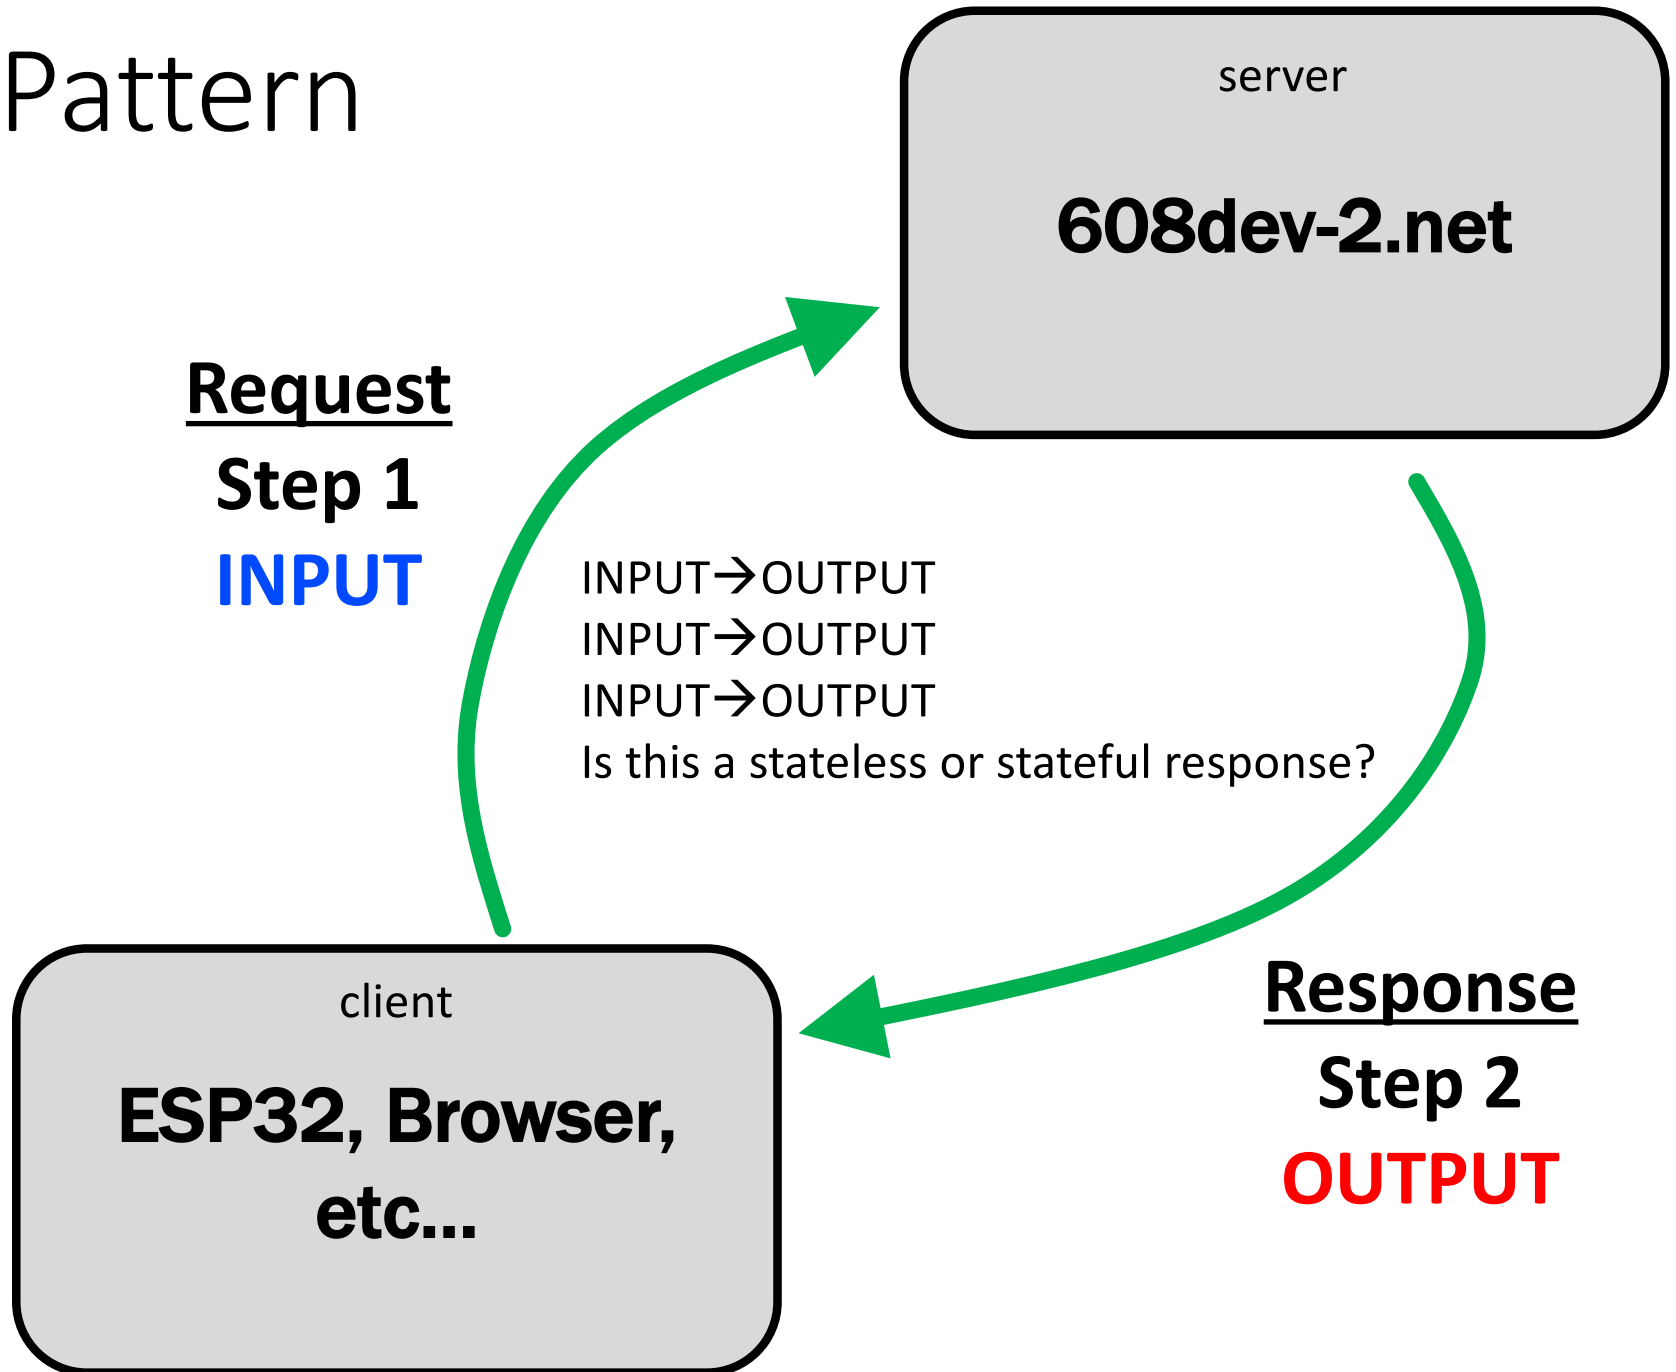 Pattern
server
608dev-2.net
Request
Step 1
INPUT
INPUT→OUTPUT
INPUT→OUTPUT
INPUT→OUTPUT
Is this a stateless or stateful response?
client
ESP32, Browser,
etc...
Response
Step 2
OUTPUT